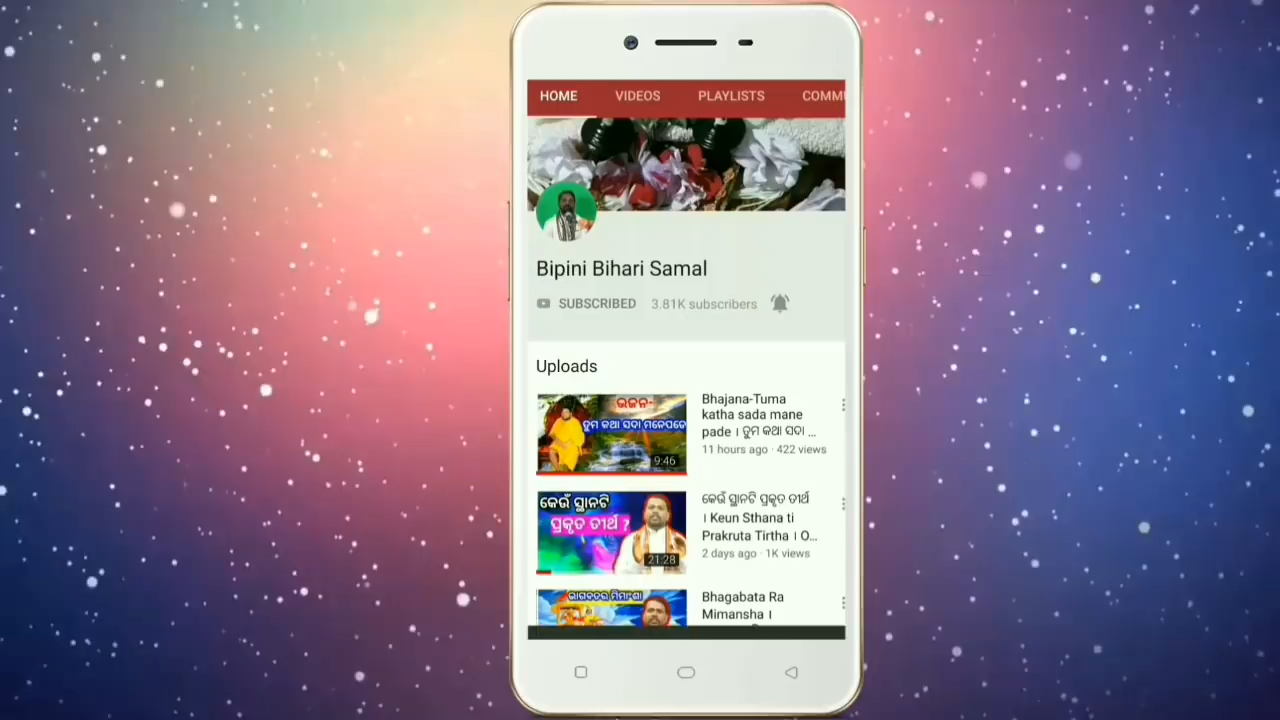 HOME VIDEOS PLAYLISTS COMMU
Bipini Bihari Samal
SUBSCRIBED 3.81K subscribers
Uploads
ଭଜନ-
ତୁମ କଥା ସଦା ମନେପଡେ
9:46
Bhajana-Tuma
katha sada mane
pade । ତୁମ କଥା ସଦା ...
11 hours ago · 422 views
କେଉଁ ସ୍ଥାନଟି
ପ୍ରକୃତ ତୀର୍ଥ ?
21:28
କେଉଁ ସ୍ଥାନଟି ପ୍ରକୃତ ତୀର୍ଥ
। Keun Sthana ti
Prakruta Tirtha । O...
2 days ago · 1K views
ଭାଗବତର ମିମାଂଶା
Bhagabata Ra
Mimansha ।